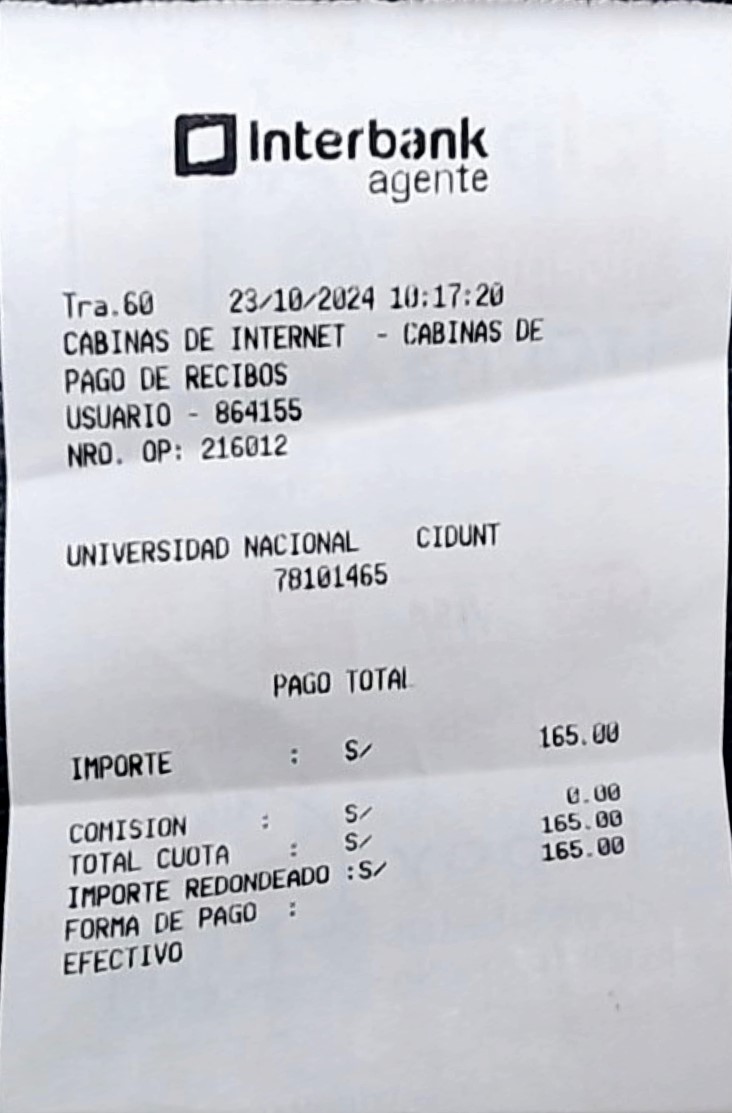 Interbank
agente
Tra.60 23/10/2024 10:17:20
CABINAS DE INTERNET - CABINAS DE
PAGO DE RECIBOS
USUARIO - 864155
NRO. OP: 216012
UNIVERSIDAD NACIONAL CIDUNT
78101465
PAGO TOTAL
IMPORTE : S/ 165.00
COMISION : S/ 0.00
TOTAL CUOTA : S/ 165.00
IMPORTE REDONDEADO :S/ 165.00
FORMA DE PAGO :
EFECTIVO